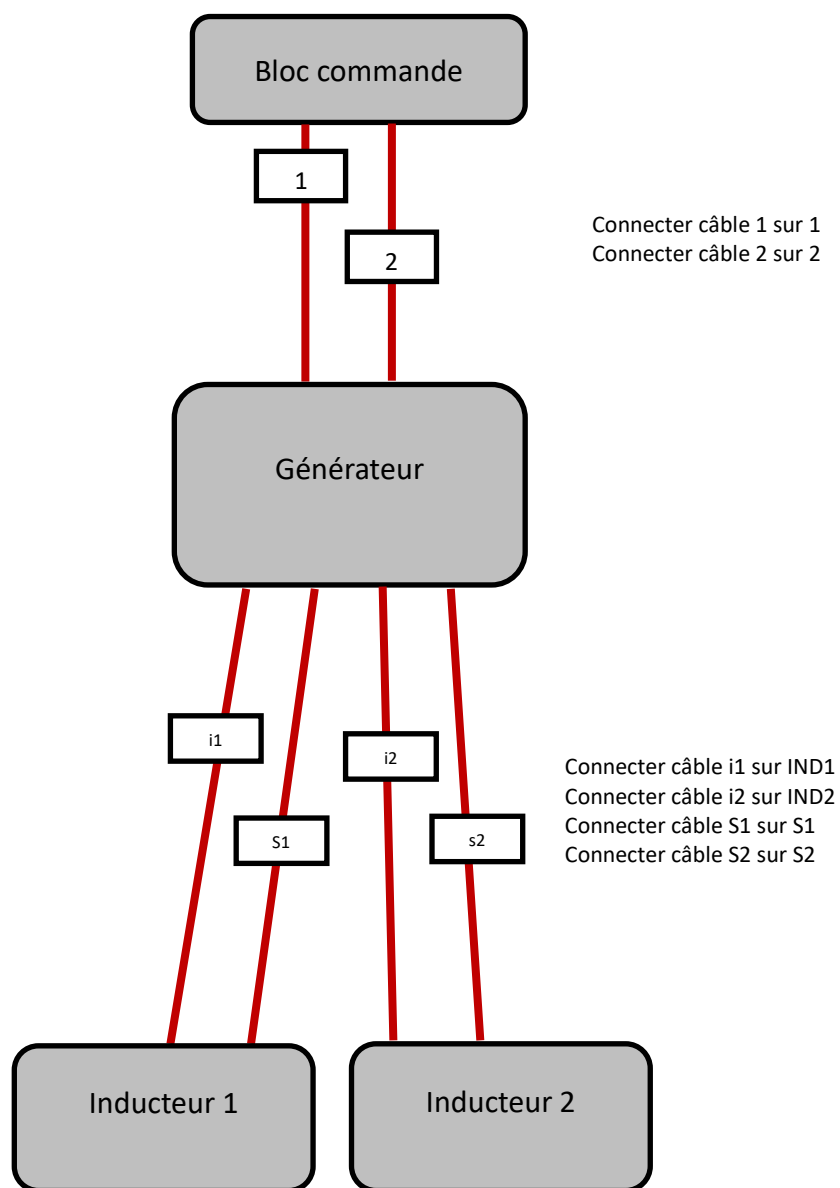 Bloc commande
1
2
Connecter câble 1 sur 1
Connecter câble 2 sur 2
Générateur
i1
i2
S1
s2
Connecter câble i1 sur IND1
Connecter câble i2 sur IND2
Connecter câble S1 sur S1
Connecter câble S2 sur S2
Inducteur 1
Inducteur 2